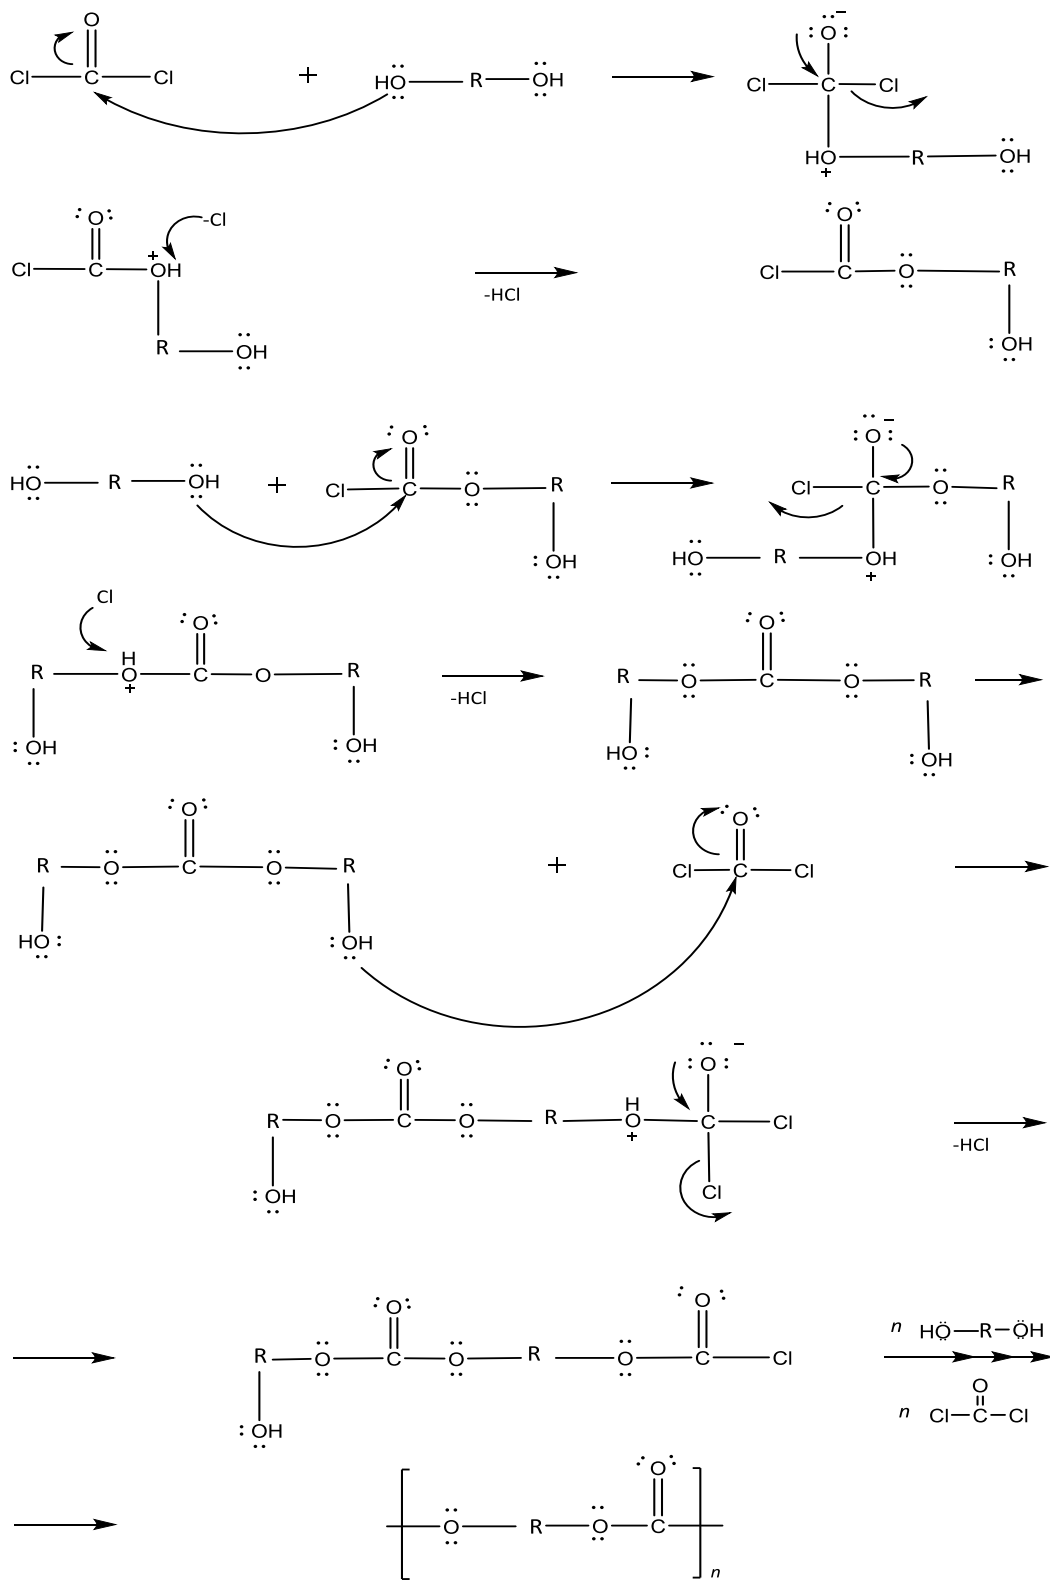 O O −
Cl C Cl + HO R OH Cl C Cl
HO R OH
+
O -Cl O
+
Cl C OH Cl C O R
-HCl
R OH OH
O O −
HO R OH + Cl C O R Cl C O R
OH HO R OH OH
+
Cl
O O
H
R O C O R R O C O R
+ -HCl
OH OH HO OH
O O
R O C O R + Cl C Cl
HO OH
O O −
H
R O C O R O C Cl
+ -HCl
OH Cl
O O n HO R OH
R O C O R O C Cl
O
n Cl C Cl
OH
O
O R O C
n